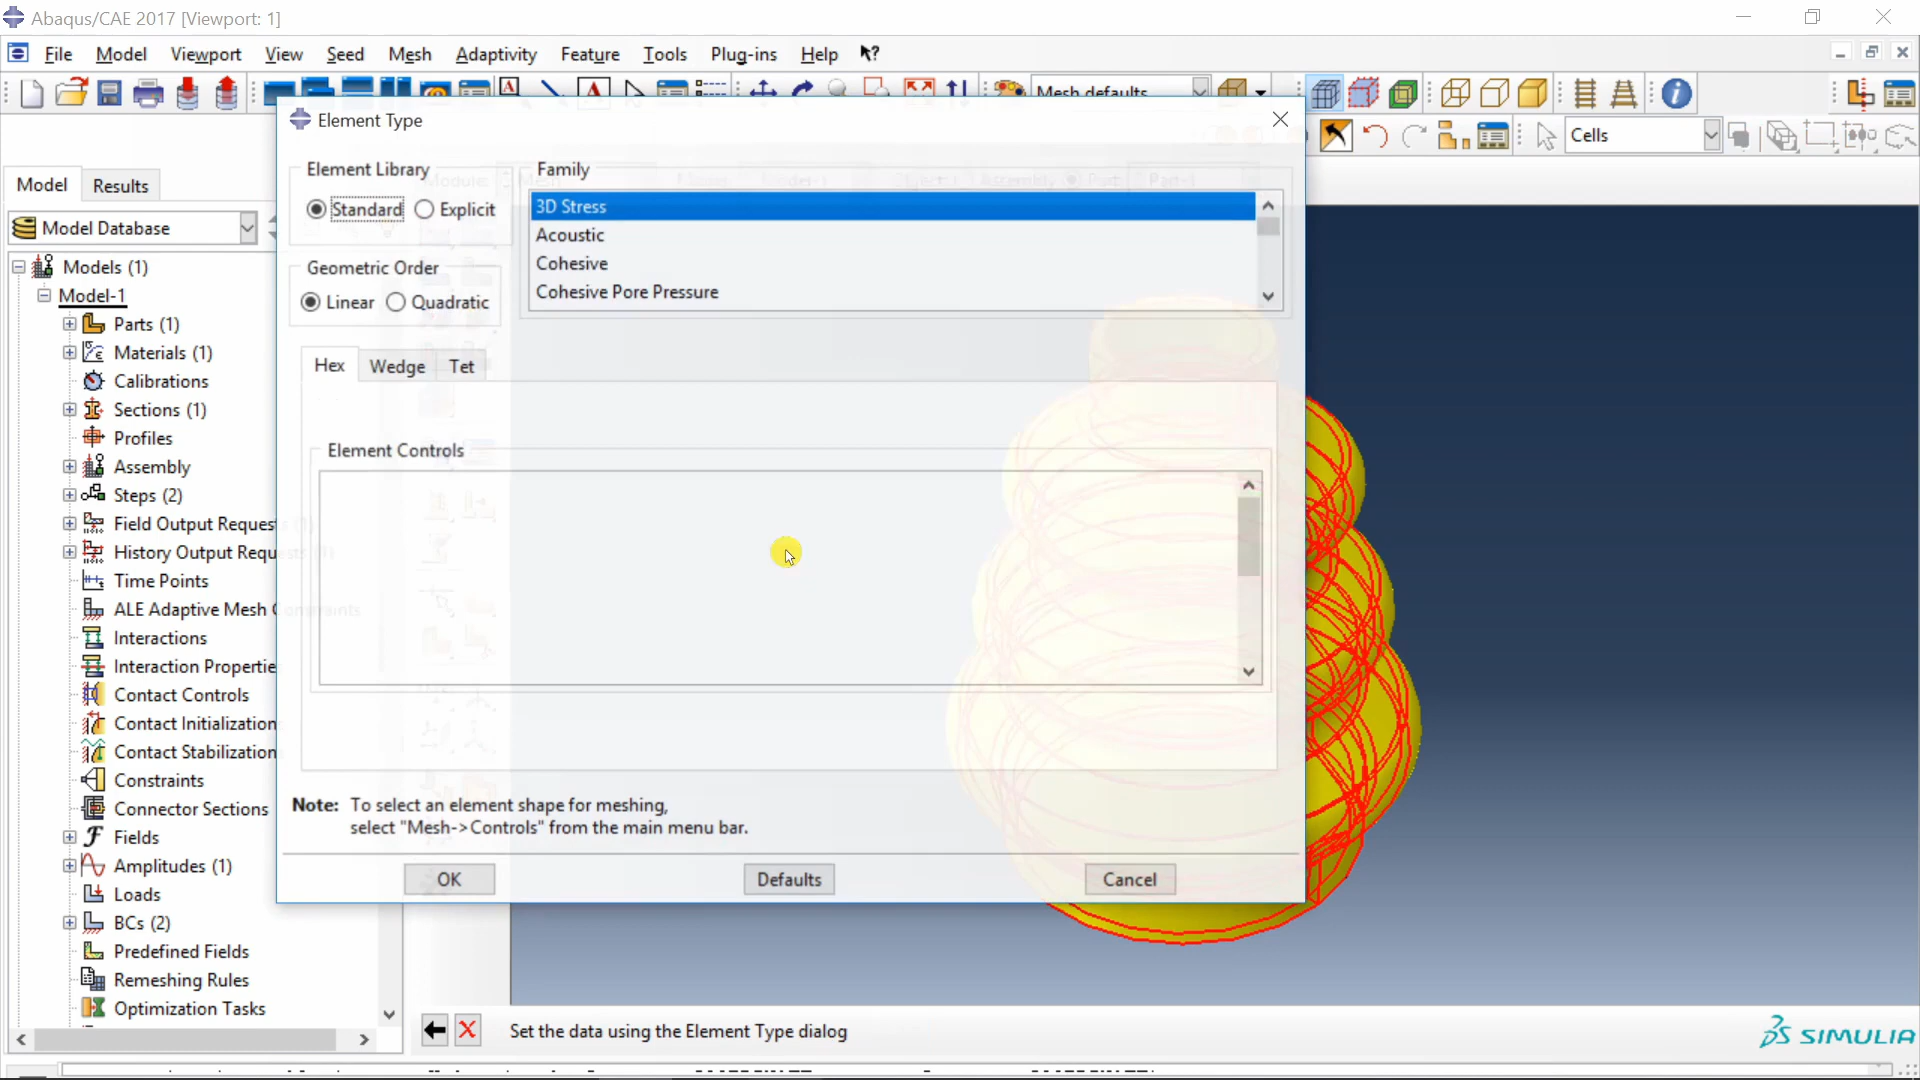 Abaqus/CAE 2017 [Viewport: 1]
File Model Viewport View Seed Mesh Adaptivity Feature Tools Plug-ins Help
Mesh defaults
Cells
Model Results
Model Database
Models (1)
Model-1
Parts (1)
Materials (1)
Calibrations
Sections (1)
Profiles
Assembly
Steps (2)
Field Output Reques
History Output Requ
Time Points
ALE Adaptive Mesh
Interactions
Interaction Propertie
Contact Controls
Contact Initialization
Contact Stabilization
Constraints
Connector Sections
Fields
Amplitudes (1)
Loads
BCs (2)
Predefined Fields
Remeshing Rules
Optimization Tasks
Element Type
Element Library
Standard Explicit
Geometric Order
Linear Quadratic
Family
3D Stress
Acoustic
Cohesive
Cohesive Pore Pressure
Hex Wedge Tet
Element Controls
Note: To select an element shape for meshing,
select "Mesh->Controls" from the main menu bar.
OK Defaults Cancel
Set the data using the Element Type dialog
SIMULIA